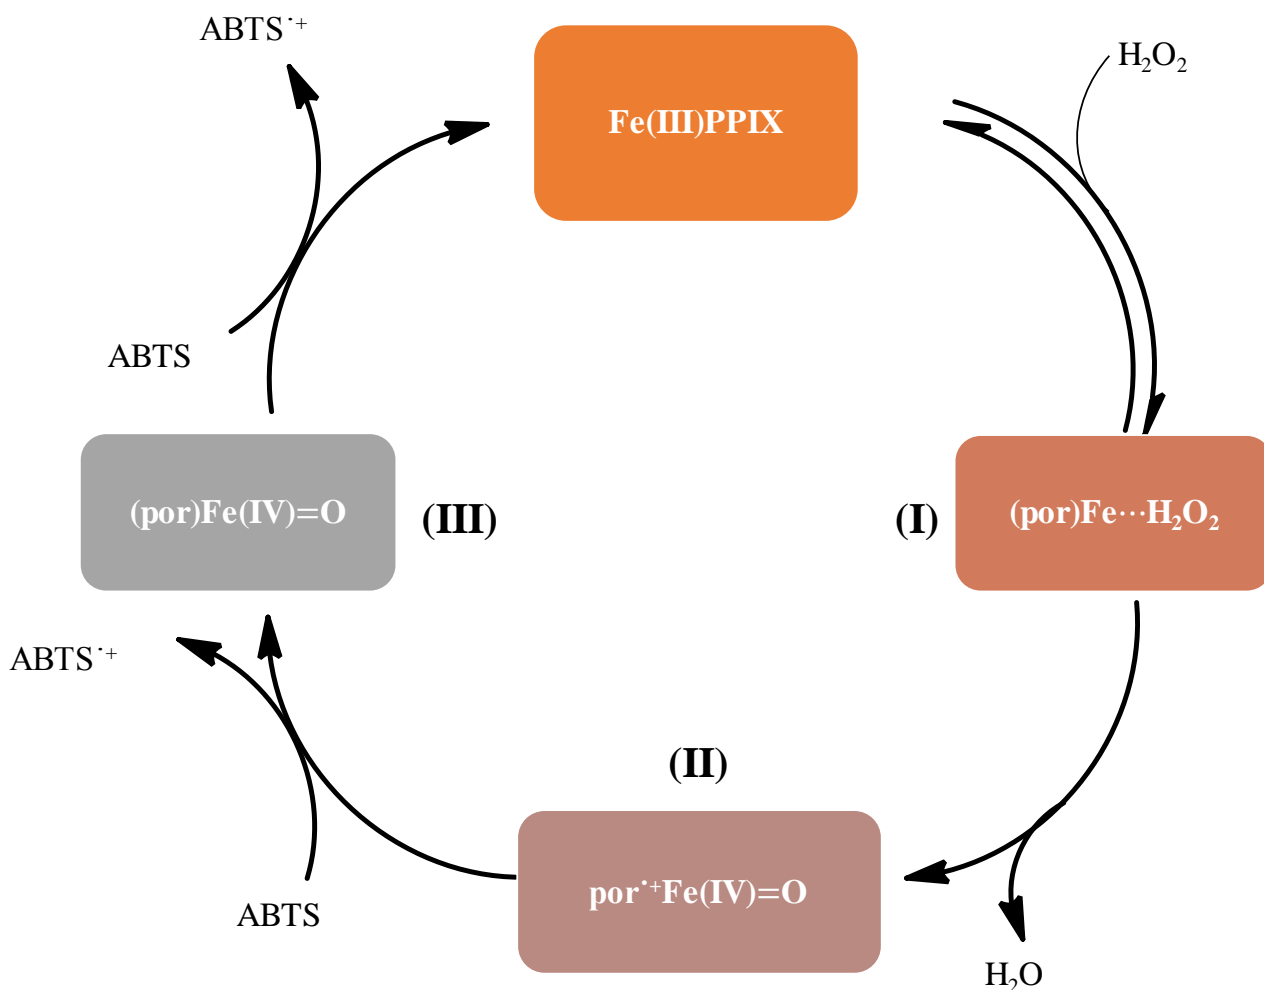 ABTS˙⁺
Fe(III)PPIX
H₂O₂
ABTS
(por)Fe(IV)=O
(III)
(I)
(por)Fe···H₂O₂
ABTS˙⁺
(II)
por˙⁺Fe(IV)=O
ABTS
H₂O